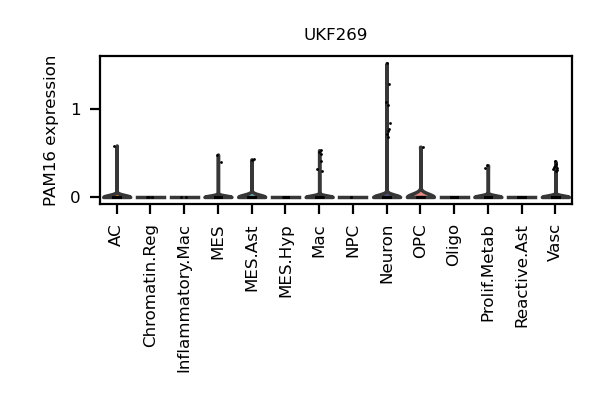 UKF269
PAM16 expression
1
0
AC
Chromatin.Reg
Inflammatory.Mac
MES
MES.Ast
MES.Hyp
Mac
NPC
Neuron
OPC
Oligo
Prolif.Metab
Reactive.Ast
Vasc